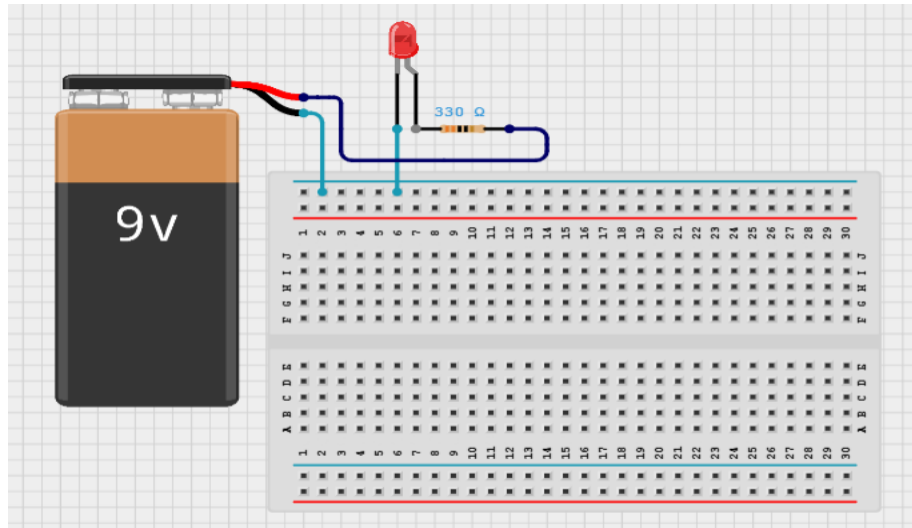 330 Ω
9v
1 2 3 4 5 6 7 8 9 10 11 12 13 14 15 16 17 18 19 20 21 22 23 24 25 26 27 28 29 30
J J
I I
H H
G G
F F
E E
D D
C C
B B
A A
1 2 3 4 5 6 7 8 9 10 11 12 13 14 15 16 17 18 19 20 21 22 23 24 25 26 27 28 29 30